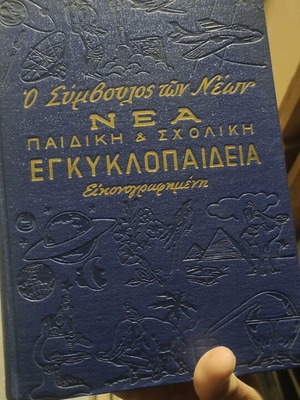 Ὁ Σύμβουλος τῶν Νέων
ΝΕΑ
ΠΑΙΔΙΚΗ & ΣΧΟΛΙΚΗ
ΕΓΚΥΚΛΟΠΑΙΔΕΙΑ
Εἰκονογραφημένη